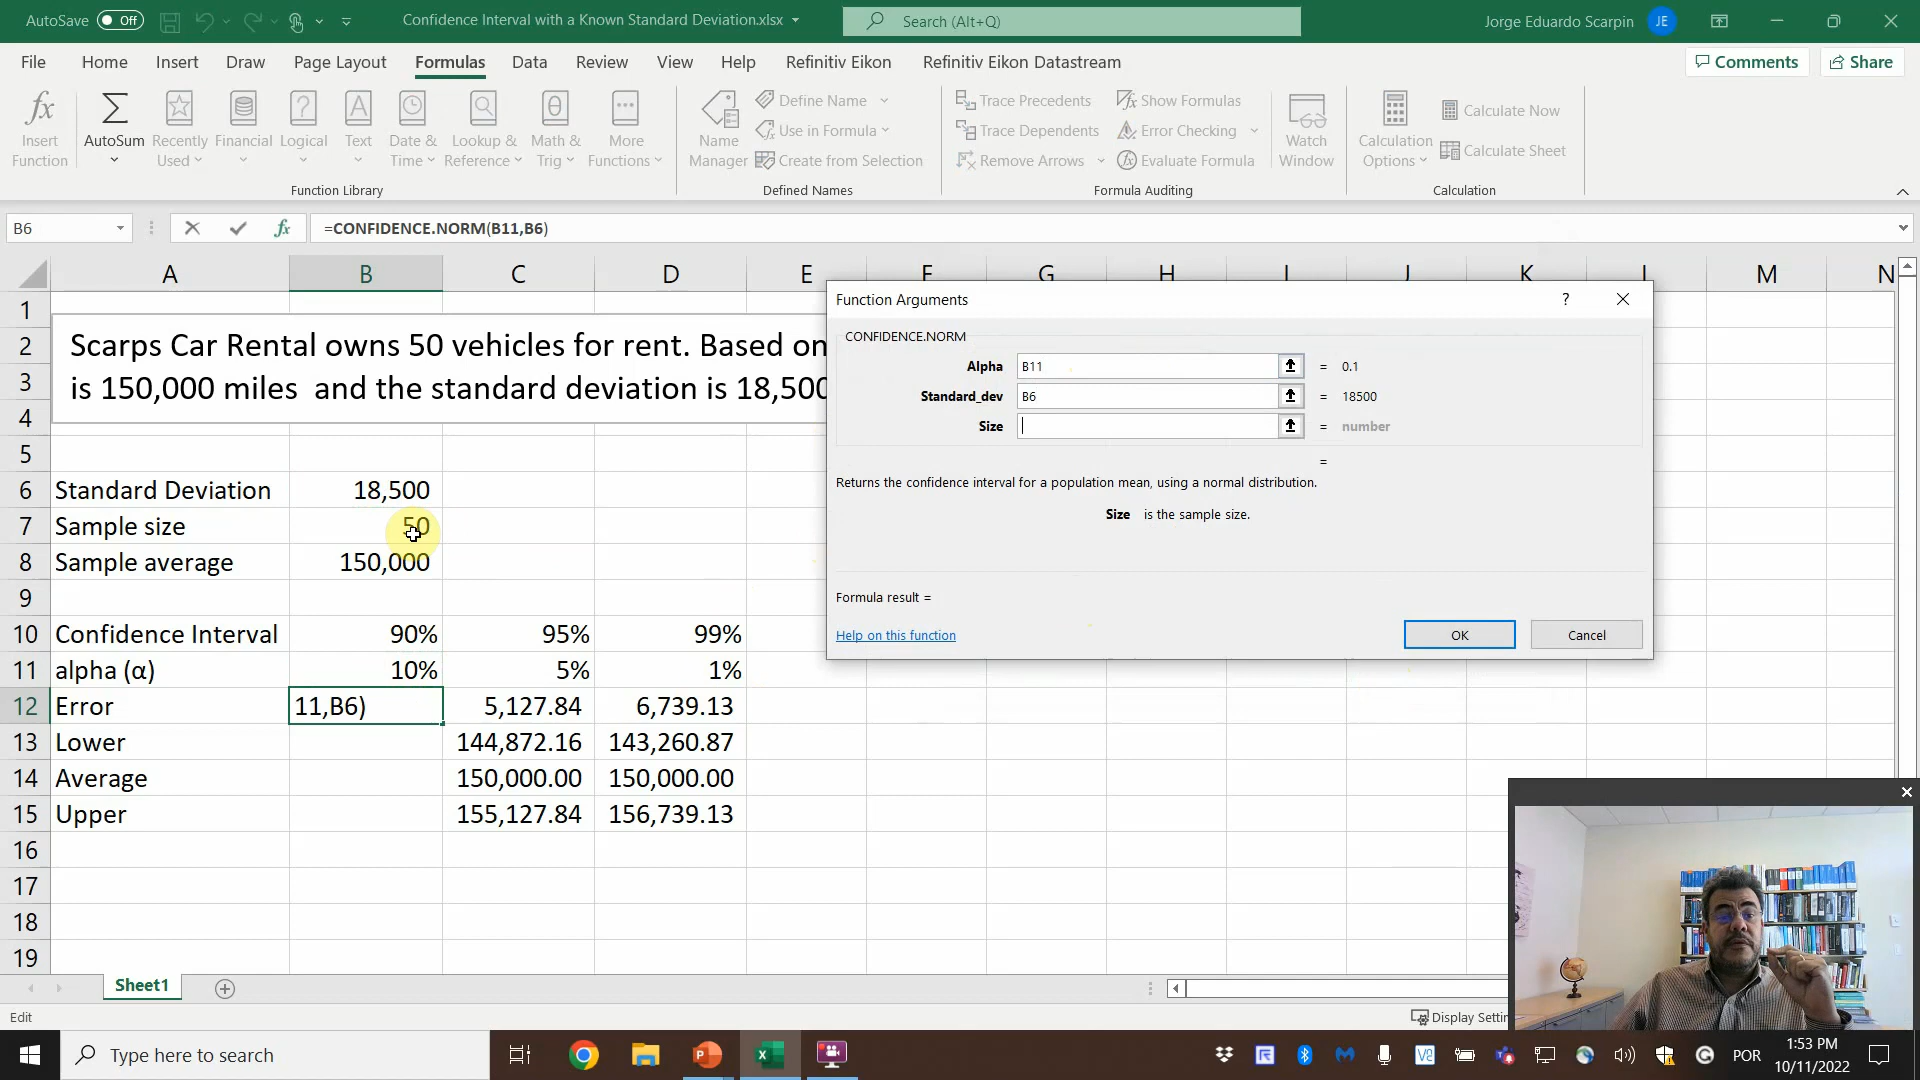 AutoSave Off Confidence Interval with a Known Standard Deviation.xlsx Search (Alt+Q) Jorge Eduardo Scarpin JE
File Home Insert Draw Page Layout Formulas Data Review View Help Refinitiv Eikon Refinitiv Eikon Datastream Comments Share
Insert Function AutoSum Recently Used Financial Logical Text Date & Time Lookup & Reference Math & Trig More Functions
Function Library
Name Manager Define Name Use in Formula Create from Selection
Defined Names
Trace Precedents Show Formulas
Trace Dependents Error Checking
Remove Arrows Evaluate Formula
Watch Window
Formula Auditing
Calculation Options Calculate Now Calculate Sheet
Calculation
B6 fx =CONFIDENCE.NORM(B11,B6)
A B C D E F G H I J K L M N
1
2 Scarps Car Rental owns 50 vehicles for rent. Based on
3 is 150,000 miles and the standard deviation is 18,500
4
5
6 Standard Deviation 18,500
7 Sample size 50
8 Sample average 150,000
9
10 Confidence Interval 90% 95% 99%
11 alpha (α) 10% 5% 1%
12 Error 11,B6) 5,127.84 6,739.13
13 Lower 144,872.16 143,260.87
14 Average 150,000.00 150,000.00
15 Upper 155,127.84 156,739.13
16
17
18
19
Function Arguments ?
CONFIDENCE.NORM
Alpha B11 = 0.1
Standard_dev B6 = 18500
Size = number
=
Returns the confidence interval for a population mean, using a normal distribution.
Size is the sample size.
Formula result =
Help on this function OK Cancel
Sheet1
Edit Display Settin
Type here to search POR 1:53 PM
10/11/2022